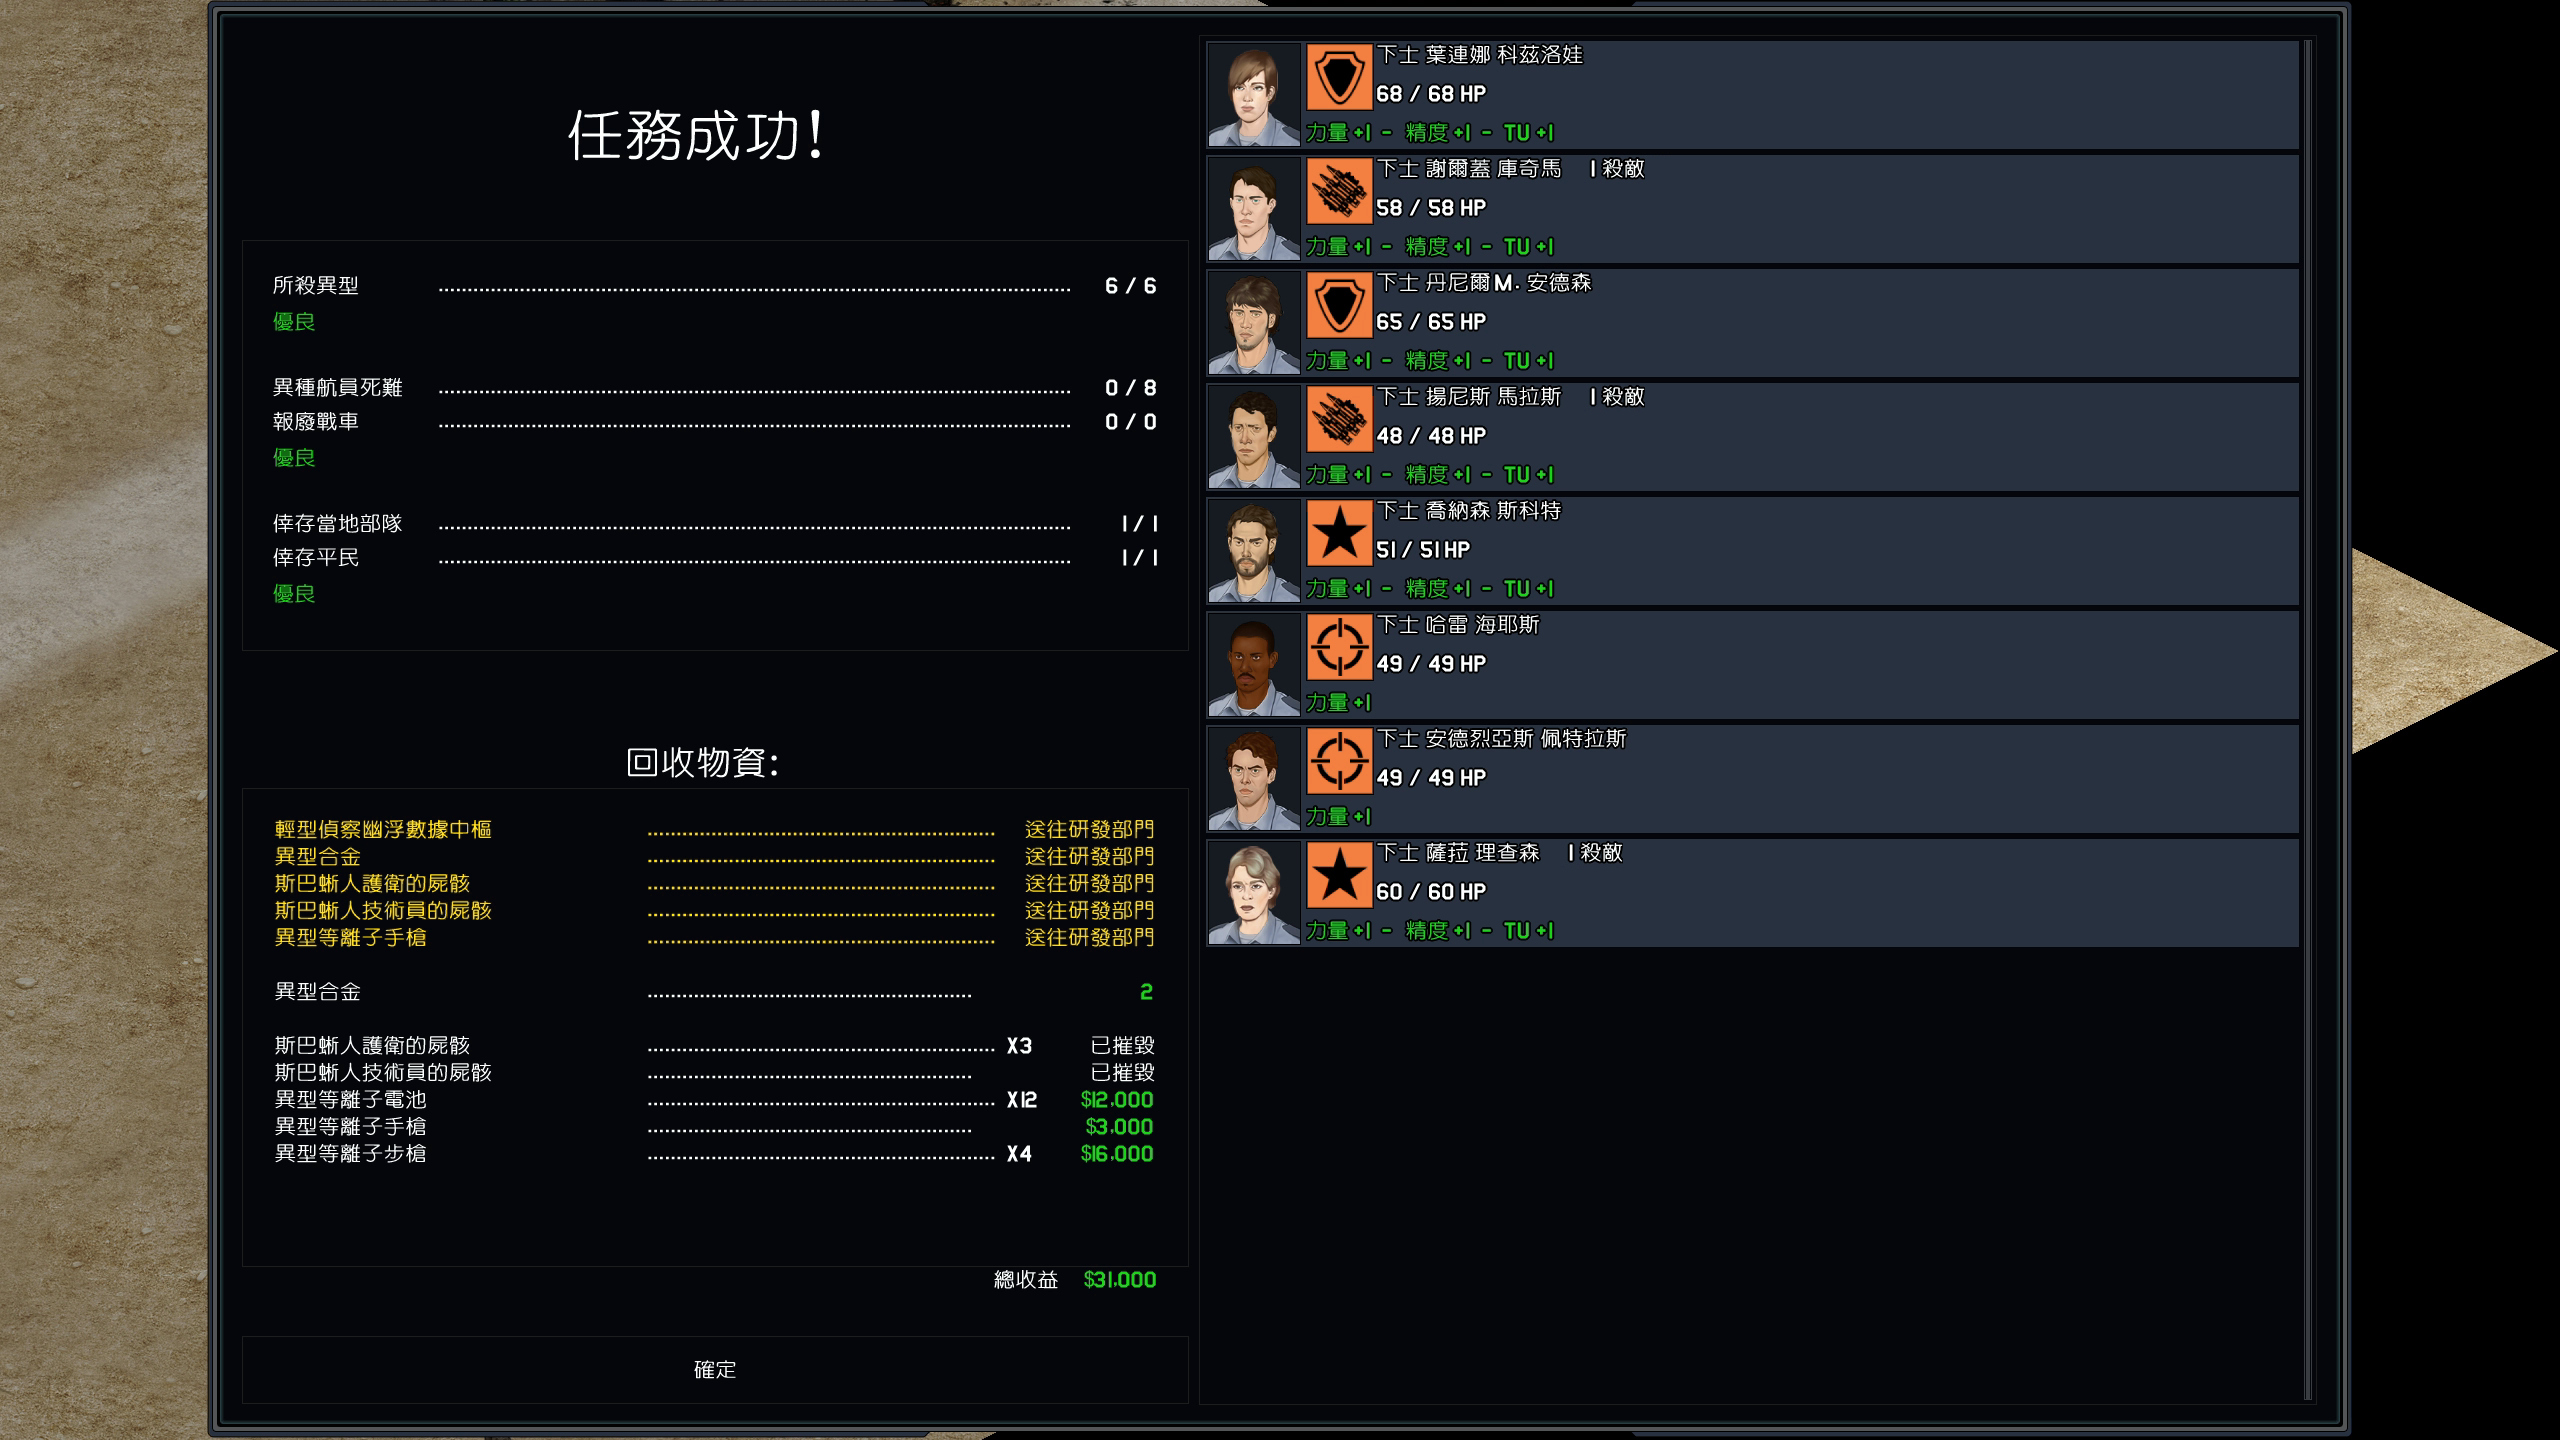 任務成功!
所殺異型 6 / 6
優良
異種航員死難 0 / 8
報廢戰車 0 / 0
優良
倖存當地部隊 1 / 1
倖存平民 1 / 1
優良
回收物資:
輕型偵察幽浮數據中樞 送往研發部門
異型合金 送往研發部門
斯巴蜥人護衛的屍骸 送往研發部門
斯巴蜥人技術員的屍骸 送往研發部門
異型等離子手槍 送往研發部門
異型合金 2
斯巴蜥人護衛的屍骸 X3 已摧毀
斯巴蜥人技術員的屍骸 已摧毀
異型等離子電池 X12 $12,000
異型等離子手槍 $3,000
異型等離子步槍 X4 $16,000
總收益 $31,000
確定
下士 葉連娜 科茲洛娃
68 / 68 HP
力量 +1 - 精度 +1 - TU +1
下士 謝爾蓋 庫奇馬 1 殺敵
58 / 58 HP
力量 +1 - 精度 +1 - TU +1
下士 丹尼爾 M. 安德森
65 / 65 HP
力量 +1 - 精度 +1 - TU +1
下士 揚尼斯 馬拉斯 1 殺敵
48 / 48 HP
力量 +1 - 精度 +1 - TU +1
下士 喬納森 斯科特
51 / 51 HP
力量 +1 - 精度 +1 - TU +1
下士 哈雷 海耶斯
49 / 49 HP
力量 +1
下士 安德烈亞斯 佩特拉斯
49 / 49 HP
力量 +1
下士 薩菈 理查森 1 殺敵
60 / 60 HP
力量 +1 - 精度 +1 - TU +1